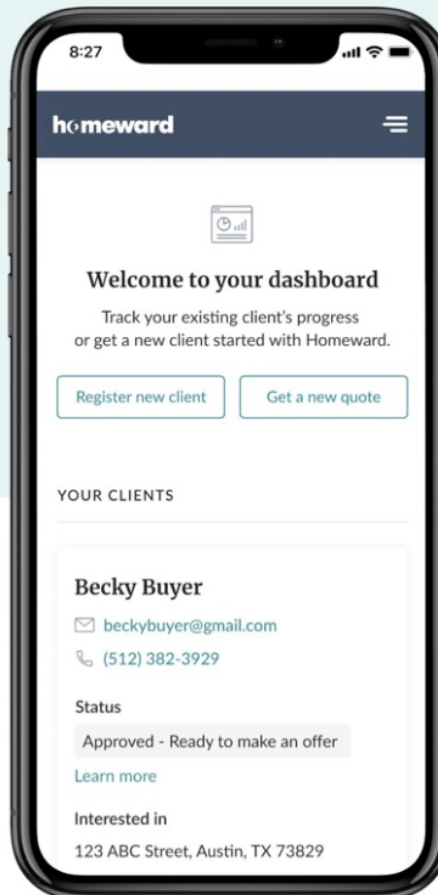 8:27
homeward
Welcome to your dashboard
Track your existing client's progress
or get a new client started with Homeward.
Register new client
Get a new quote
YOUR CLIENTS
Becky Buyer
beckybuyer@gmail.com
(512) 382-3929
Status
Approved - Ready to make an offer
Learn more
Interested in
123 ABC Street, Austin, TX 73829